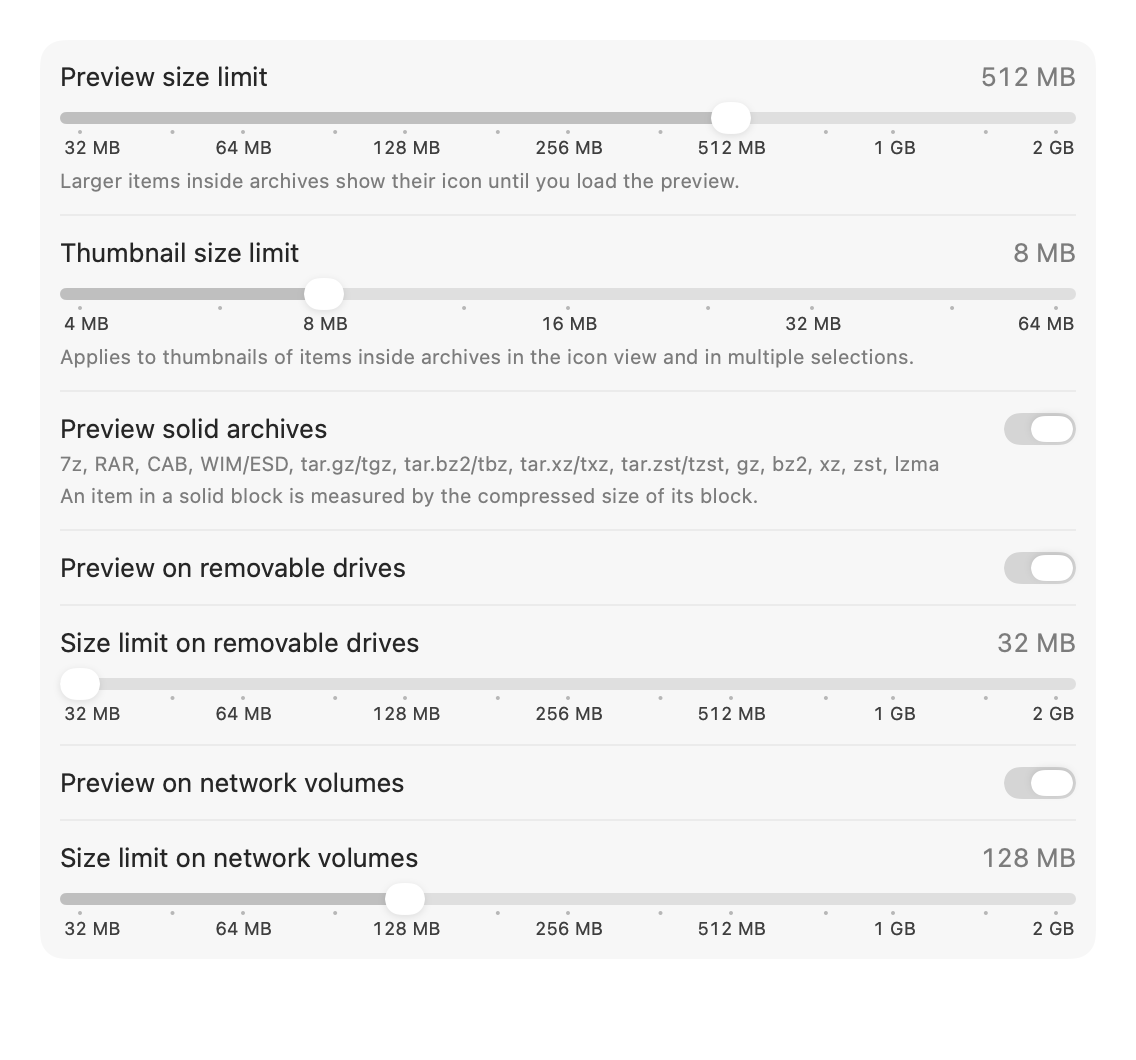 Preview size limit 512 MB
32 MB 64 MB 128 MB 256 MB 512 MB 1 GB 2 GB
Larger items inside archives show their icon until you load the preview.
Thumbnail size limit 8 MB
4 MB 8 MB 16 MB 32 MB 64 MB
Applies to thumbnails of items inside archives in the icon view and in multiple selections.
Preview solid archives
7z, RAR, CAB, WIM/ESD, tar.gz/tgz, tar.bz2/tbz, tar.xz/txz, tar.zst/tzst, gz, bz2, xz, zst, lzma
An item in a solid block is measured by the compressed size of its block.
Preview on removable drives
Size limit on removable drives 32 MB
32 MB 64 MB 128 MB 256 MB 512 MB 1 GB 2 GB
Preview on network volumes
Size limit on network volumes 128 MB
32 MB 64 MB 128 MB 256 MB 512 MB 1 GB 2 GB